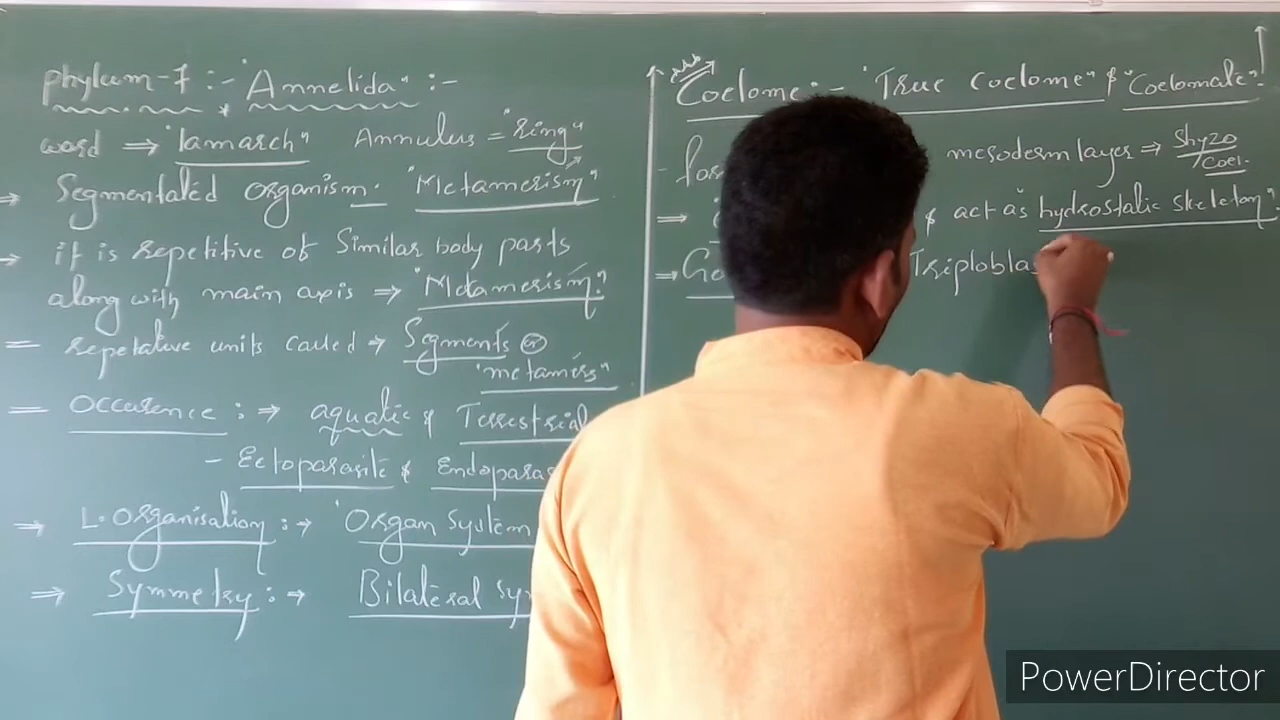 phylum-7 :- "Annelida" :-
word ⇒ "lamarch" Annulus = "ring"
→ Segmentated organism. "Metamerism"
→ it is repetitive of Similar body parts
along with main axis ⇒ "Metamerism".
= repetative units called → Segments or
"metamers"
= Occurence :→ aquatic & Terrestrial
- Ectoparasite & Endoparas
⇒ L. Organisation :→ "Organ System
⇒ Symmetry :→ Bilateral sy
Coelome :- "True Coelome" & "Coelomate".
- mesoderm layer ⇒ Shyzo
Coel.
⇒ & act as "hydrostatic skeleton"
→ Triplobla
PowerDirector